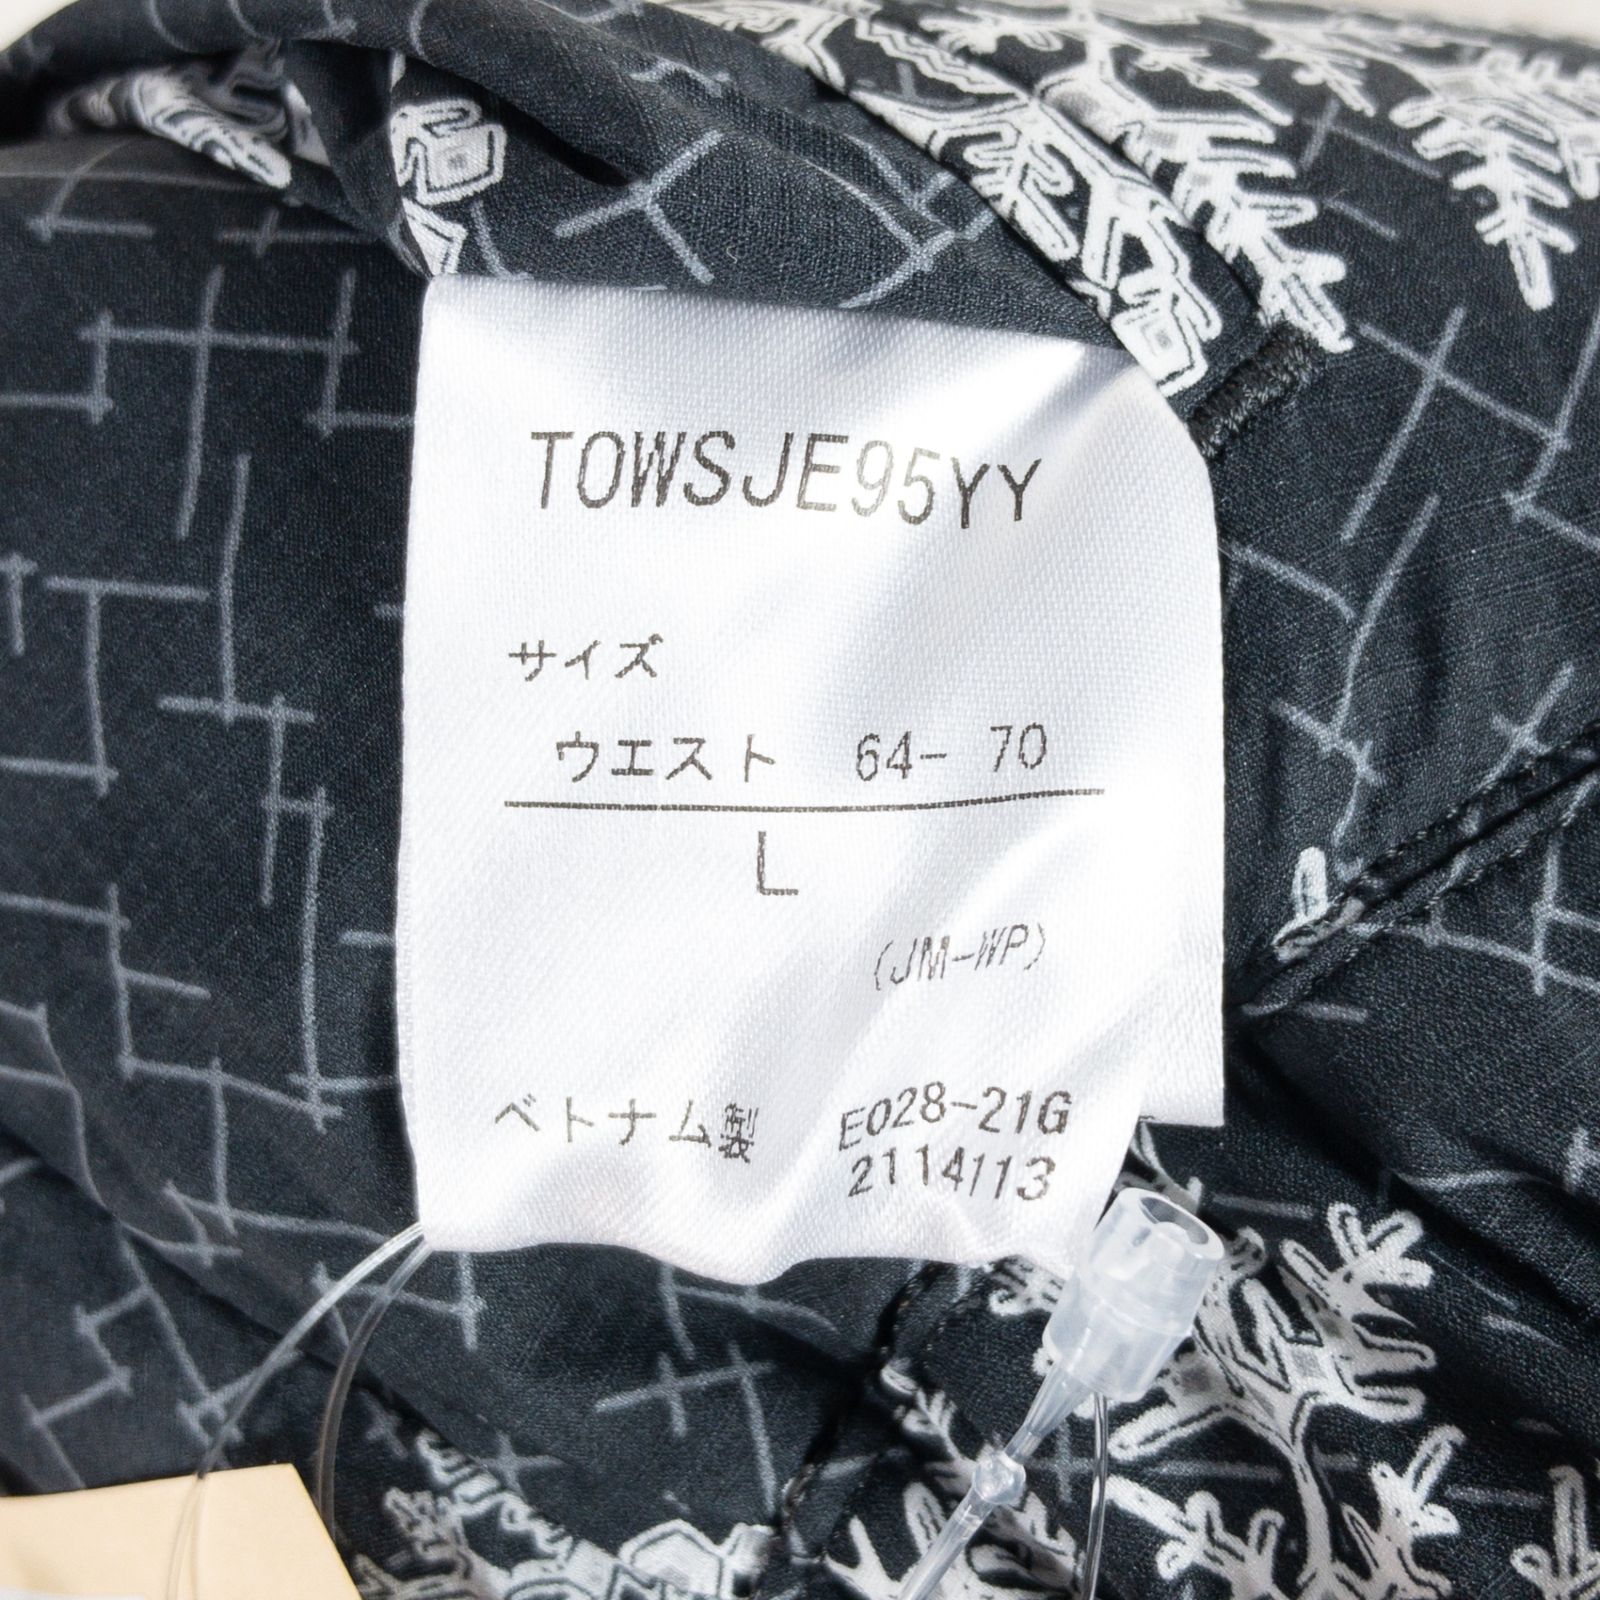 TOWSJE95YY
サイズ
ウエスト 64- 70
L
(JM-WP)
ベトナム製 E028-21G
2114113